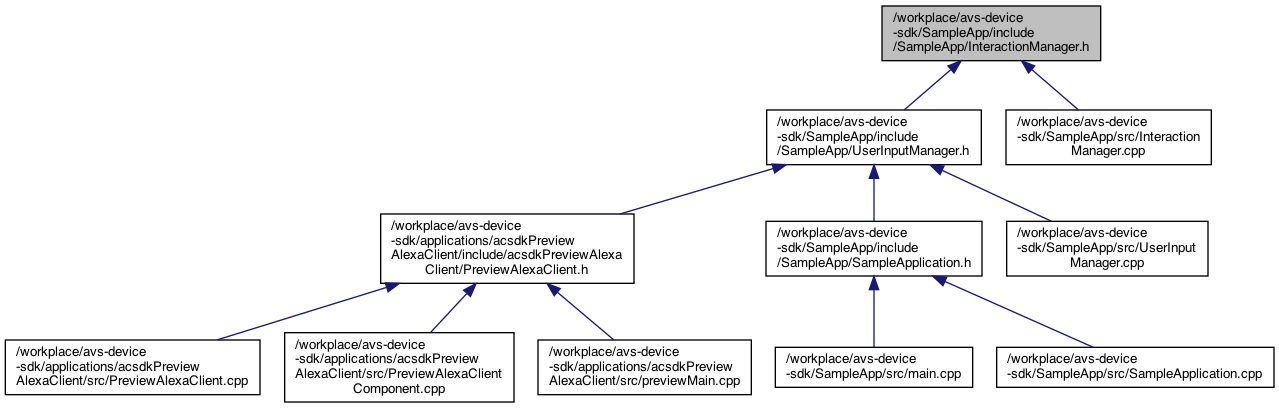 /workplace/avs-device
-sdk/SampleApp/include
/SampleApp/InteractionManager.h
/workplace/avs-device
-sdk/SampleApp/include
/SampleApp/UserInputManager.h
/workplace/avs-device
-sdk/SampleApp/src/Interaction
Manager.cpp
/workplace/avs-device
-sdk/applications/acsdkPreview
AlexaClient/include/acsdkPreviewAlexa
Client/PreviewAlexaClient.h
/workplace/avs-device
-sdk/SampleApp/include
/SampleApp/SampleApplication.h
/workplace/avs-device
-sdk/SampleApp/src/UserInput
Manager.cpp
/workplace/avs-device
-sdk/applications/acsdkPreview
AlexaClient/src/PreviewAlexaClient.cpp
/workplace/avs-device
-sdk/applications/acsdkPreview
AlexaClient/src/PreviewAlexaClient
Component.cpp
/workplace/avs-device
-sdk/applications/acsdkPreview
AlexaClient/src/previewMain.cpp
/workplace/avs-device
-sdk/SampleApp/src/main.cpp
/workplace/avs-device
-sdk/SampleApp/src/SampleApplication.cpp